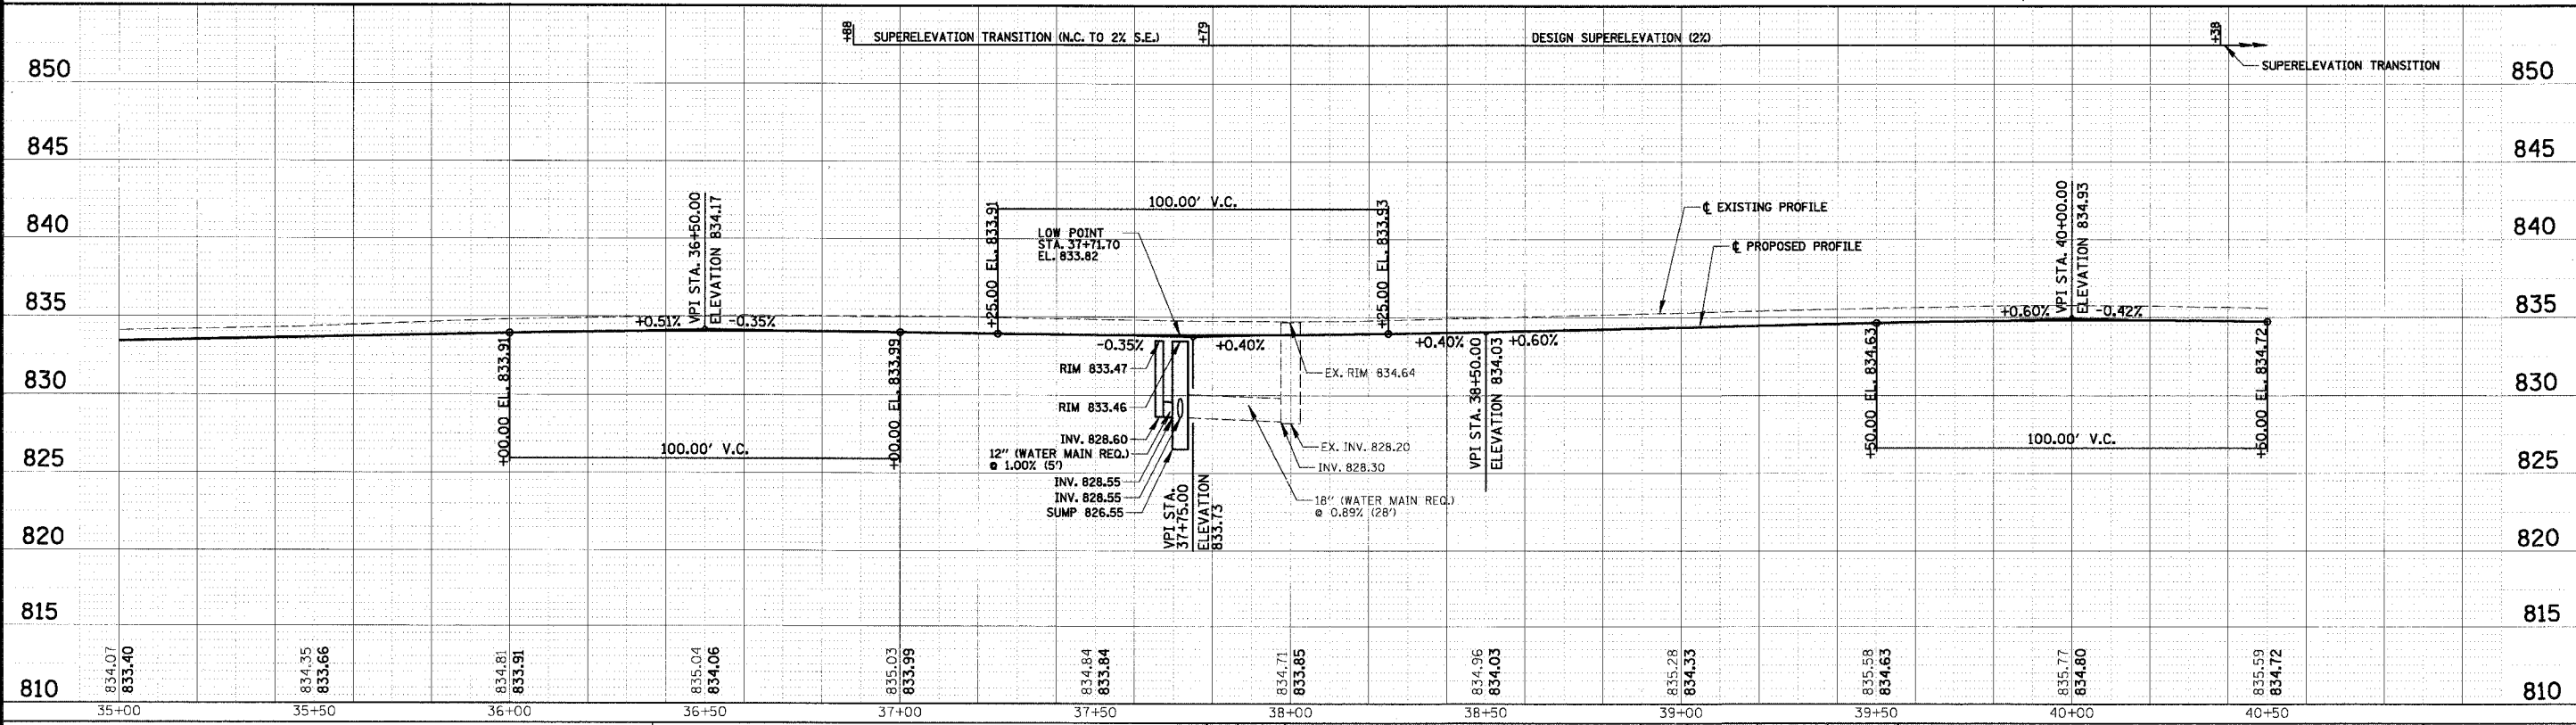 +88
SUPERELEVATION TRANSITION (N.C. TO 2% S.E.)
+79
DESIGN SUPERELEVATION (2%)
+38
SUPERELEVATION TRANSITION
850
850
845
845
840
840
835
835
830
830
825
825
820
820
815
815
810
810
+00.00 EL. 833.91
100.00' V.C.
+0.51%
VPI STA. 36+50.00
ELEVATION 834.17
-0.35%
+00.00 EL. 833.99
+25.00 EL. 833.91
100.00' V.C.
+25.00 EL. 833.93
LOW POINT
STA. 37+71.70
EL. 833.82
-0.35%
+0.40%
RIM 833.47
RIM 833.46
INV. 828.60
12" (WATER MAIN REQ.)
@ 1.00% (5')
INV. 828.55
INV. 828.55
SUMP 826.55
VPI STA.
37+75.00
ELEVATION
833.73
EX. RIM 834.64
EX. INV. 828.20
INV. 828.30
18" (WATER MAIN REQ.)
@ 0.89% (28')
+0.40%
VPI STA. 38+50.00
ELEVATION 834.03
+0.60%
℄ EXISTING PROFILE
℄ PROPOSED PROFILE
+50.00 EL. 834.63
100.00' V.C.
+0.60%
VPI STA. 40+00.00
ELEVATION 834.93
-0.42%
+50.00 EL. 834.72
834.07
833.40
834.35
833.66
834.81
833.91
835.04
834.06
835.03
833.99
834.84
833.84
834.71
833.85
834.96
834.03
835.28
834.33
835.58
834.63
835.77
834.80
835.59
834.72
35+00
35+50
36+00
36+50
37+00
37+50
38+00
38+50
39+00
39+50
40+00
40+50